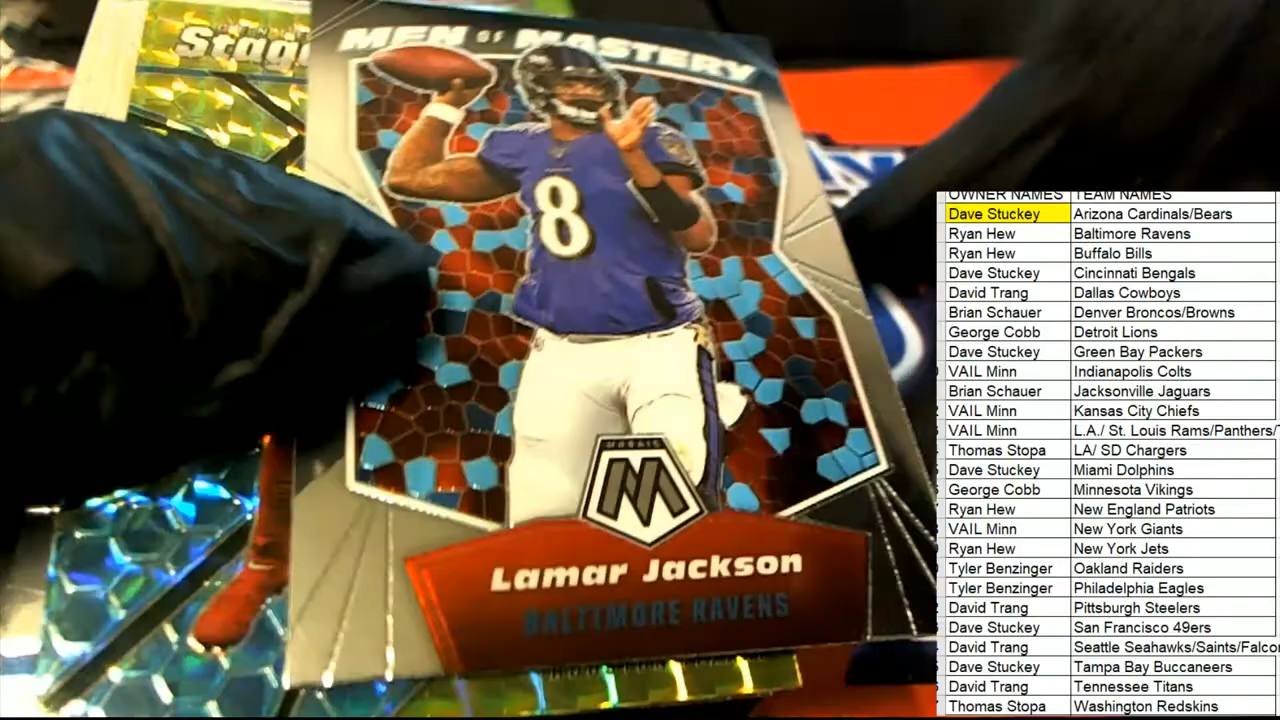 Stag
MEN OF MASTERY
8
MOSAIC
M
Lamar Jackson
BALTIMORE RAVENS
OWNER NAMES TEAM NAMES
Dave Stuckey Arizona Cardinals/Bears
Ryan Hew Baltimore Ravens
Ryan Hew Buffalo Bills
Dave Stuckey Cincinnati Bengals
David Trang Dallas Cowboys
Brian Schauer Denver Broncos/Browns
George Cobb Detroit Lions
Dave Stuckey Green Bay Packers
VAIL Minn Indianapolis Colts
Brian Schauer Jacksonville Jaguars
VAIL Minn Kansas City Chiefs
VAIL Minn L.A./ St. Louis Rams/Panthers/
Thomas Stopa LA/ SD Chargers
Dave Stuckey Miami Dolphins
George Cobb Minnesota Vikings
Ryan Hew New England Patriots
VAIL Minn New York Giants
Ryan Hew New York Jets
Tyler Benzinger Oakland Raiders
Tyler Benzinger Philadelphia Eagles
David Trang Pittsburgh Steelers
Dave Stuckey San Francisco 49ers
David Trang Seattle Seahawks/Saints/Falco
Dave Stuckey Tampa Bay Buccaneers
David Trang Tennessee Titans
Thomas Stopa Washington Redskins